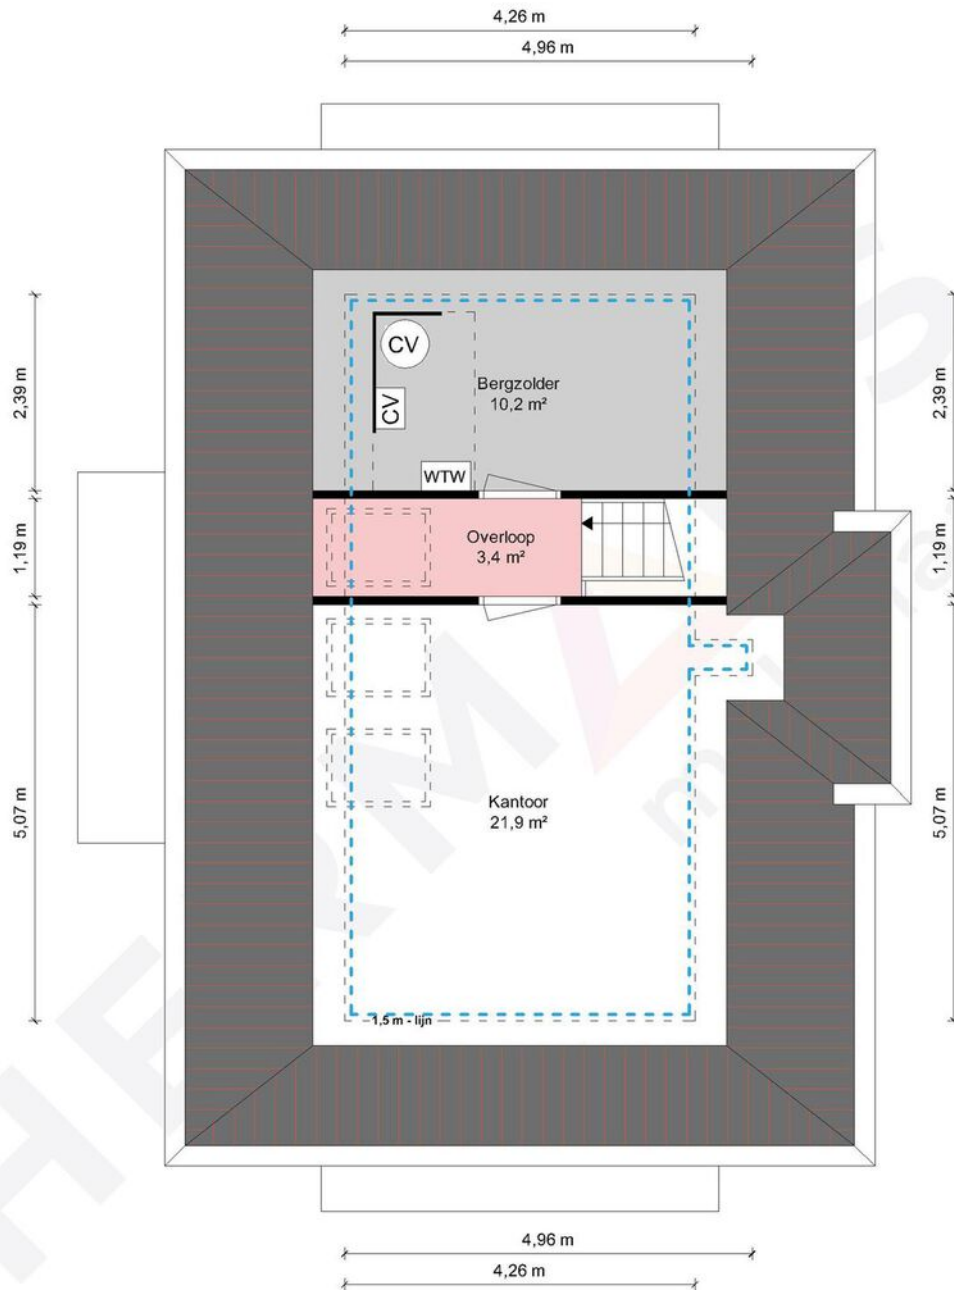 4,26 m
4,96 m
2,39 m
2,39 m
CV
Bergzolder
10,2 m²
CV
WTW
1,19 m
Overloop
3,4 m²
1,19 m
5,07 m
Kantoor
21,9 m²
5,07 m
1,5 m - lijn
4,96 m
4,26 m